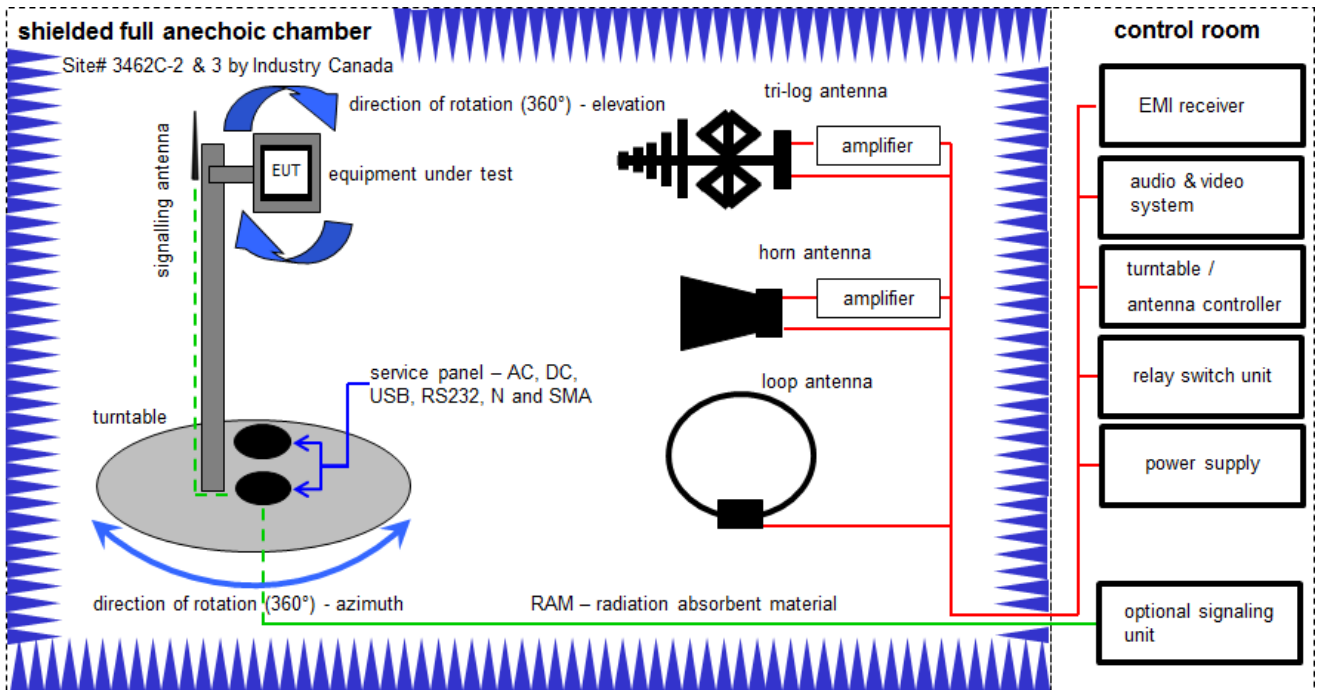 shielded full anechoic chamber
control room
Site# 3462C-2 & 3 by Industry Canada
direction of rotation (360°) - elevation
signalling antenna
EUT
equipment under test
tri-log antenna
amplifier
horn antenna
amplifier
loop antenna
service panel – AC, DC,
USB, RS232, N and SMA
turntable
direction of rotation (360°) - azimuth
RAM – radiation absorbent material
EMI receiver
audio & video
system
turntable /
antenna controller
relay switch unit
power supply
optional signaling
unit